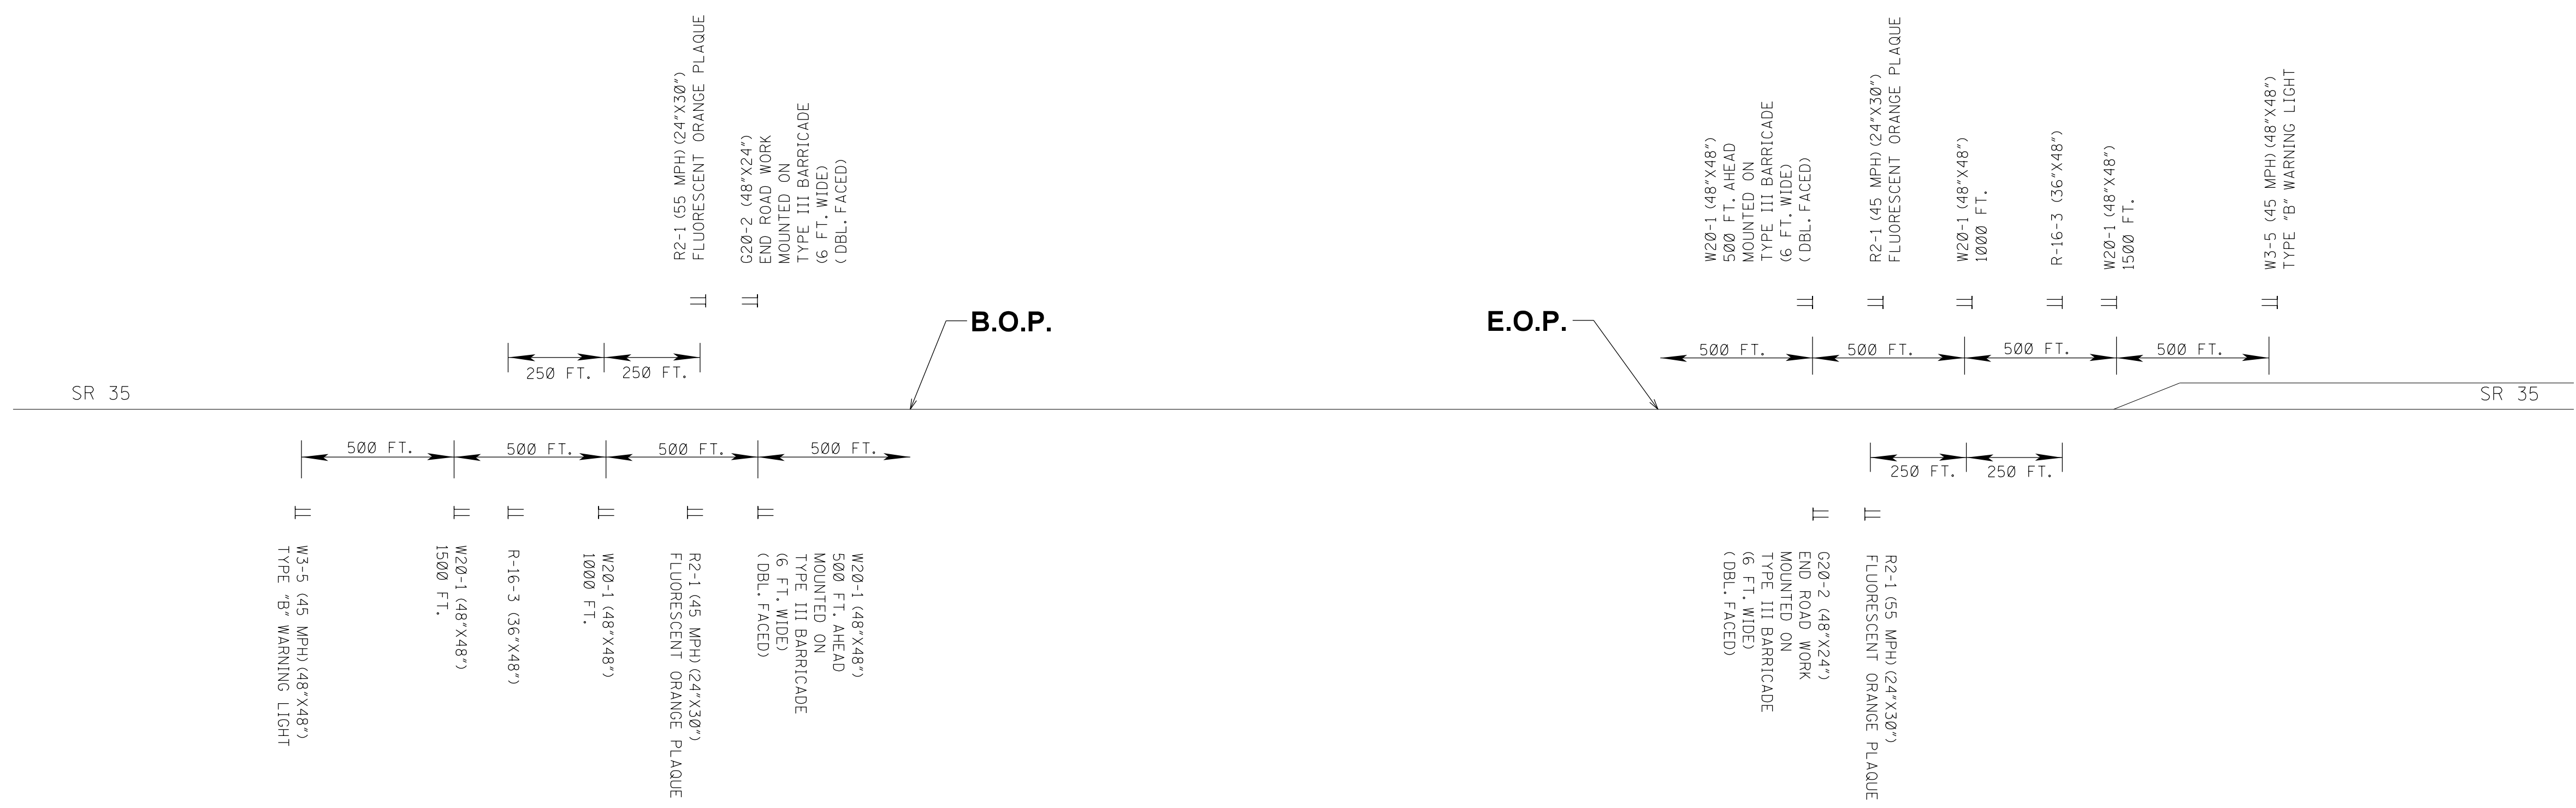 R2-1 (55 MPH) (24"X30")
FLUORESCENT ORANGE PLAQUE
G20-2 (48"X24")
END ROAD WORK
MOUNTED ON
TYPE III BARRICADE
(6 FT. WIDE)
(DBL. FACED)
W20-1 (48"X48")
500 FT. AHEAD
MOUNTED ON
TYPE III BARRICADE
(6 FT. WIDE)
(DBL. FACED)
R2-1 (45 MPH) (24"X30")
FLUORESCENT ORANGE PLAQUE
W20-1 (48"X48")
1000 FT.
R-16-3 (36"X48")
W20-1 (48"X48")
1500 FT.
W3-5 (45 MPH) (48"X48")
TYPE "B" WARNING LIGHT
B.O.P.
E.O.P.
250 FT.
250 FT.
500 FT.
500 FT.
500 FT.
500 FT.
SR 35
SR 35
500 FT.
500 FT.
500 FT.
500 FT.
250 FT.
250 FT.
W3-5 (45 MPH) (48"X48")
TYPE "B" WARNING LIGHT
W20-1 (48"X48")
1500 FT.
R-16-3 (36"X48")
W20-1 (48"X48")
1000 FT.
R2-1 (45 MPH) (24"X30")
FLUORESCENT ORANGE PLAQUE
W20-1 (48"X48")
500 FT. AHEAD
MOUNTED ON
TYPE III BARRICADE
(6 FT. WIDE)
(DBL. FACED)
G20-2 (48"X24")
END ROAD WORK
MOUNTED ON
TYPE III BARRICADE
(6 FT. WIDE)
(DBL. FACED)
R2-1 (55 MPH) (24"X30")
FLUORESCENT ORANGE PLAQUE